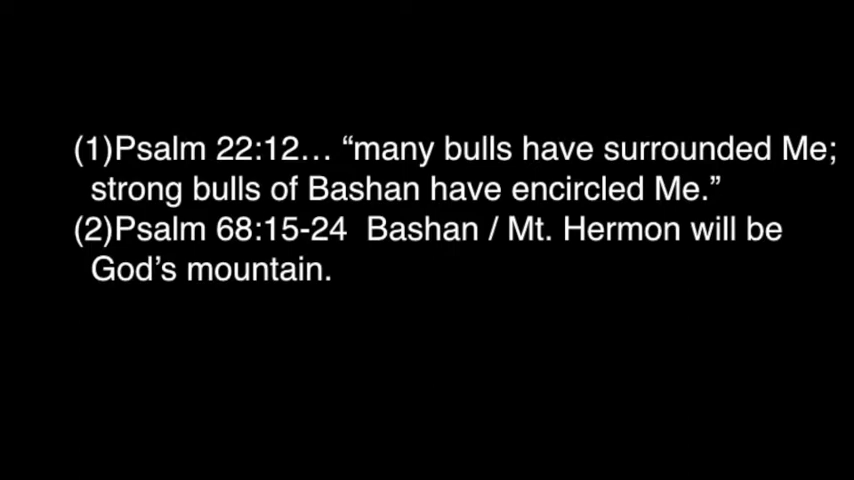 (1)Psalm 22:12… “many bulls have surrounded Me;
strong bulls of Bashan have encircled Me.”
(2)Psalm 68:15-24  Bashan / Mt. Hermon will be
God’s mountain.